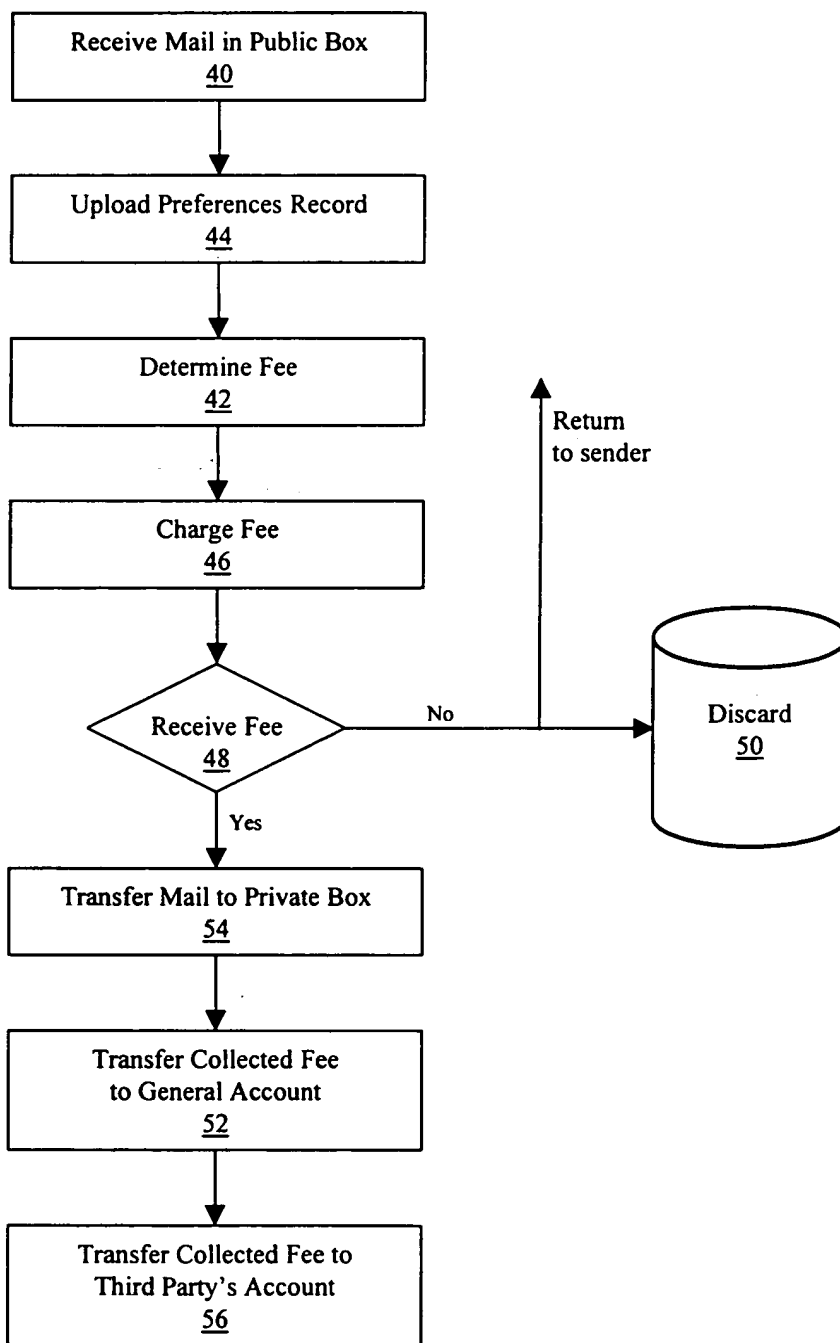 Receive Mail in Public Box
40
Upload Preferences Record
44
Determine Fee
42
Return
to sender
Charge Fee
46
Receive Fee
48
No
Discard
50
Yes
Transfer Mail to Private Box
54
Transfer Collected Fee
to General Account
52
Transfer Collected Fee to
Third Party's Account
56